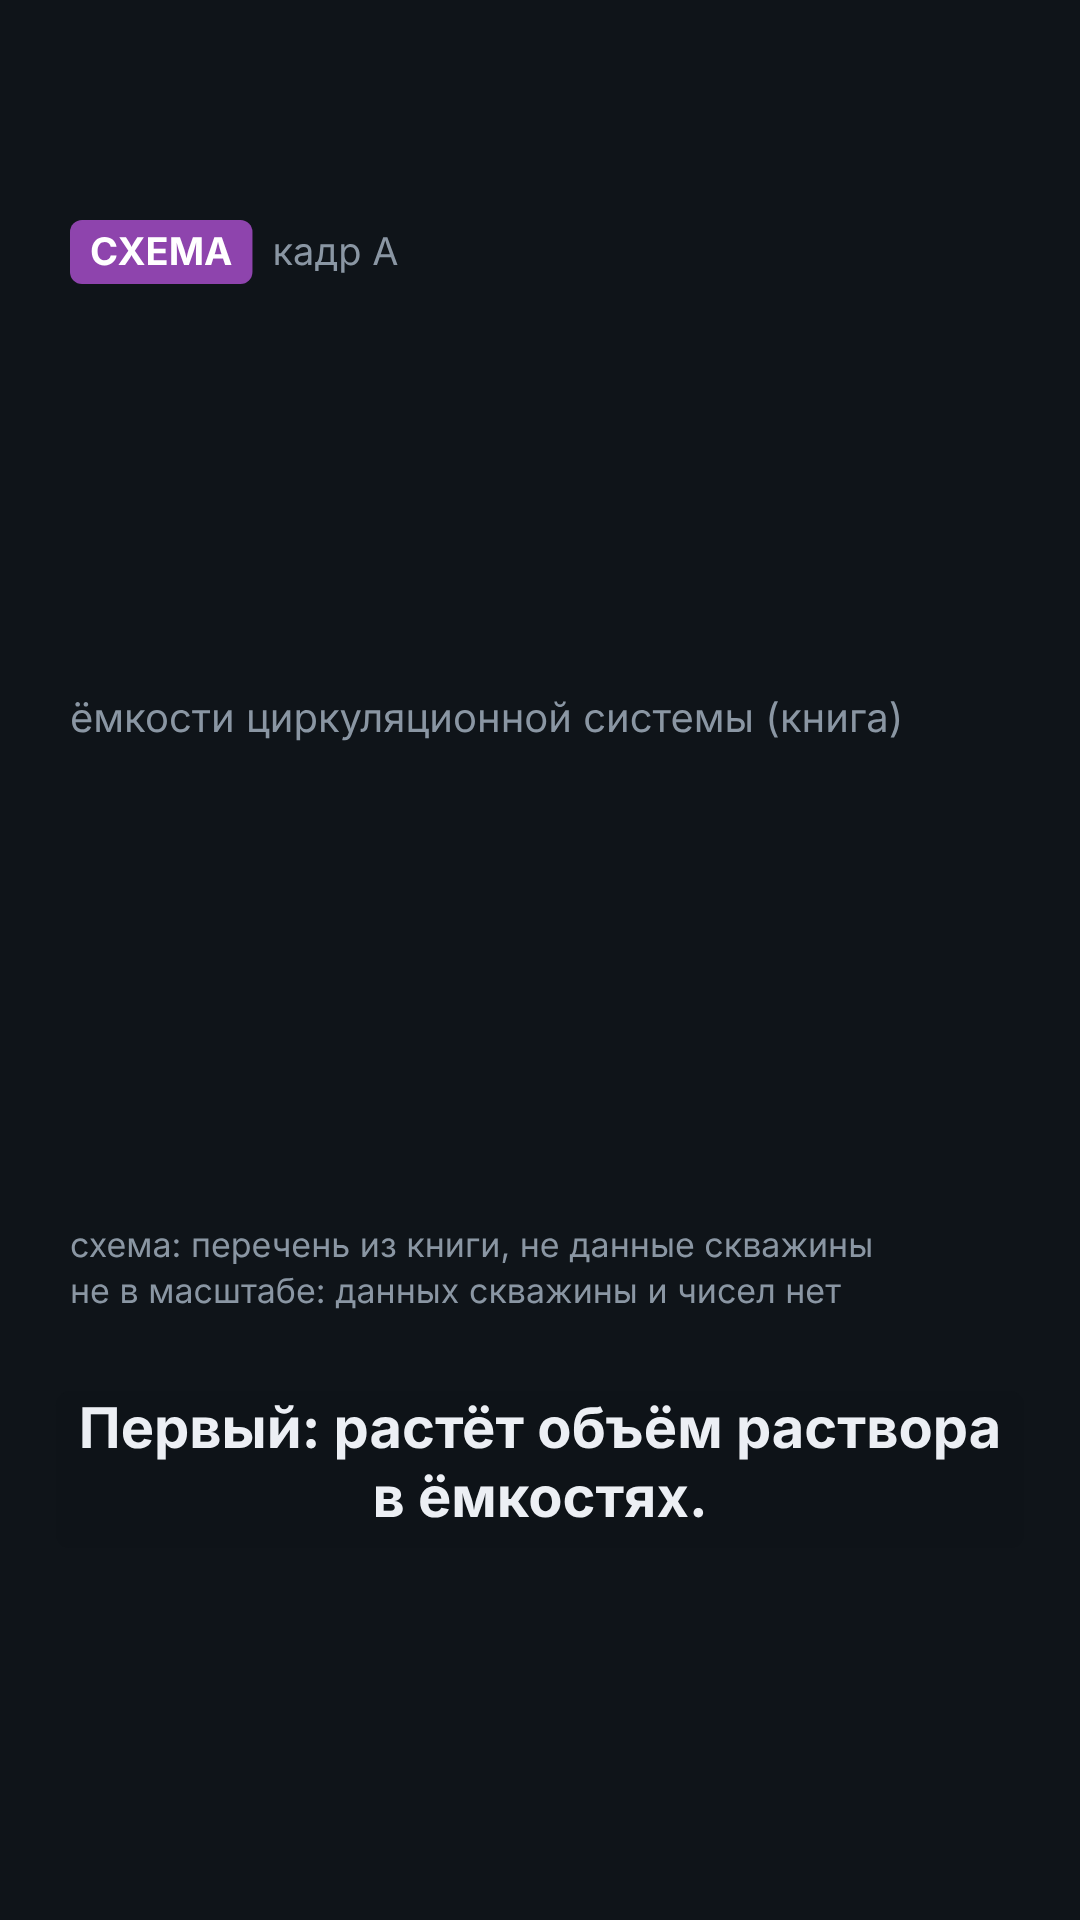 СХЕМА кадр А
ёмкости циркуляционной системы (книга)
схема: перечень из книги, не данные скважины
не в масштабе: данных скважины и чисел нет
Первый: растёт объём раствора
в ёмкостях.